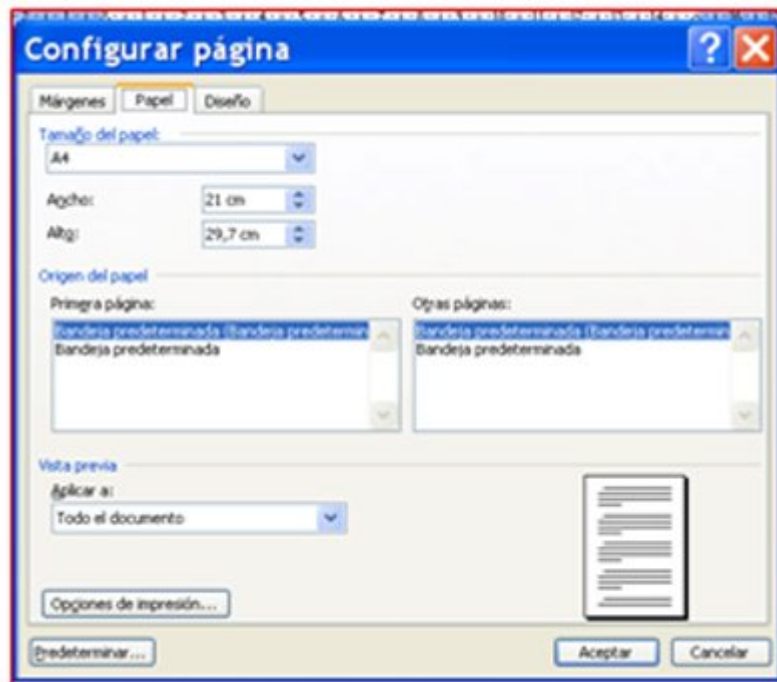 Configurar página
Márgenes Papel Diseño
Tamaño del papel:
A4
Ancho: 21 cm
Alto: 29,7 cm
Origen del papel
Primera página: Otras páginas:
Bandeja predeterminada (Bandeja predetermin Bandeja predeterminada (Bandeja predetermin
Bandeja predeterminada Bandeja predeterminada
Vista previa
Aplicar a:
Todo el documento
Opciones de impresión...
Predeterminar... Aceptar Cancelar